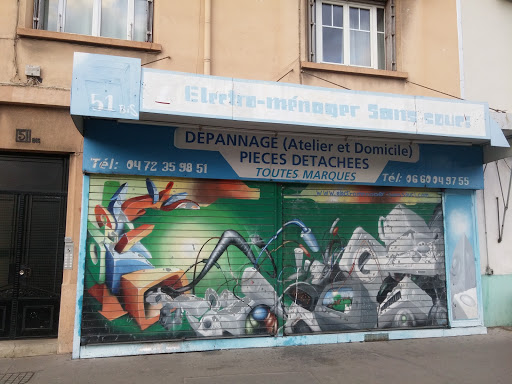 51 BIS
Electro-ménager Sans soucis
DEPANNAGE (Atelier et Domicile)
PIECES DETACHEES
TOUTES MARQUES
Tél: 04 72 35 98 51
Tél: 06 60 04 97 55
51